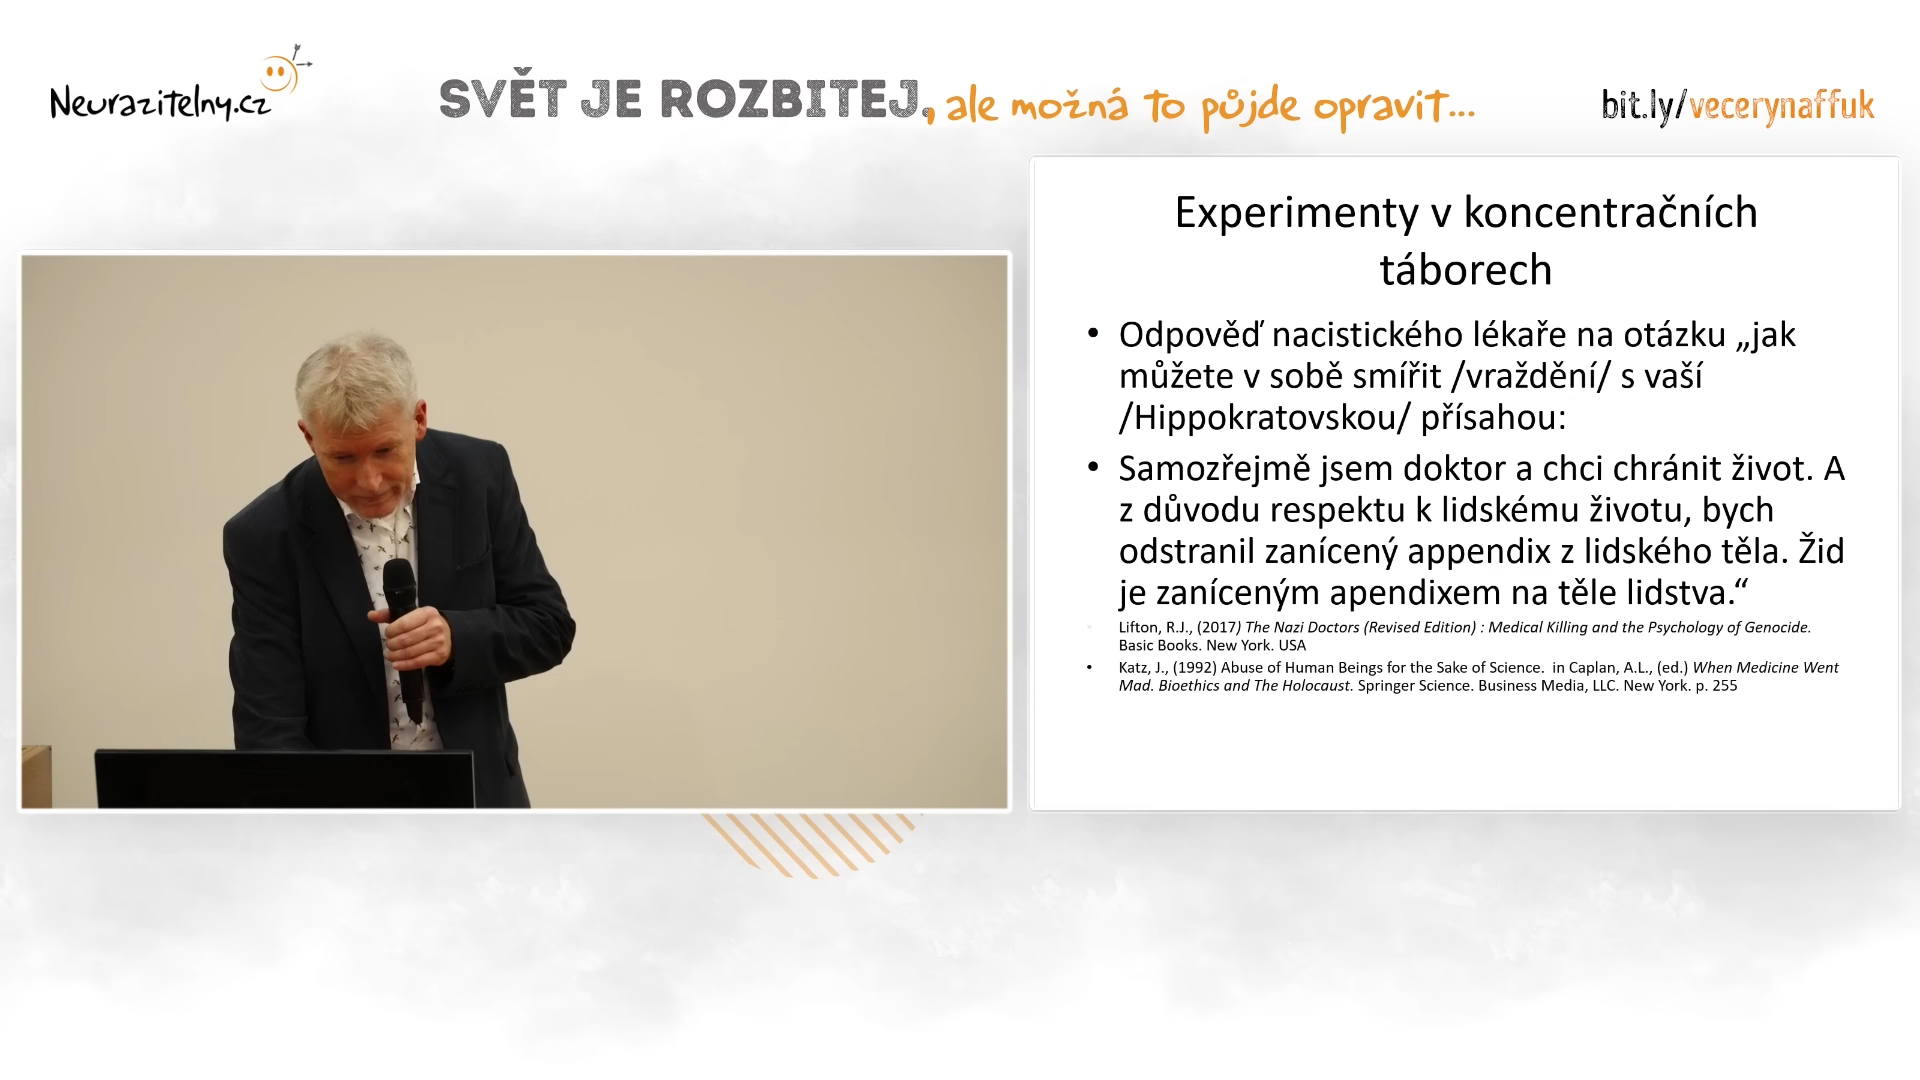 Neurazitelny.cz
SVĚT JE ROZBITEJ, ale možná to půjde opravit...
bit.ly/vecerynaffuk
Experimenty v koncentračních
táborech
• Odpověď nacistického lékaře na otázku „jak
můžete v sobě smířit /vraždění/ s vaší
/Hippokratovskou/ přísahou:
• Samozřejmě jsem doktor a chci chránit život. A
z důvodu respektu k lidskému životu, bych
odstranil zanícený appendix z lidského těla. Žid
je zaníceným apendixem na těle lidstva.“
• Lifton, R.J., (2017) The Nazi Doctors (Revised Edition) : Medical Killing and the Psychology of Genocide.
Basic Books. New York. USA
• Katz, J., (1992) Abuse of Human Beings for the Sake of Science. in Caplan, A.L., (ed.) When Medicine Went
Mad. Bioethics and The Holocaust. Springer Science. Business Media, LLC. New York. p. 255